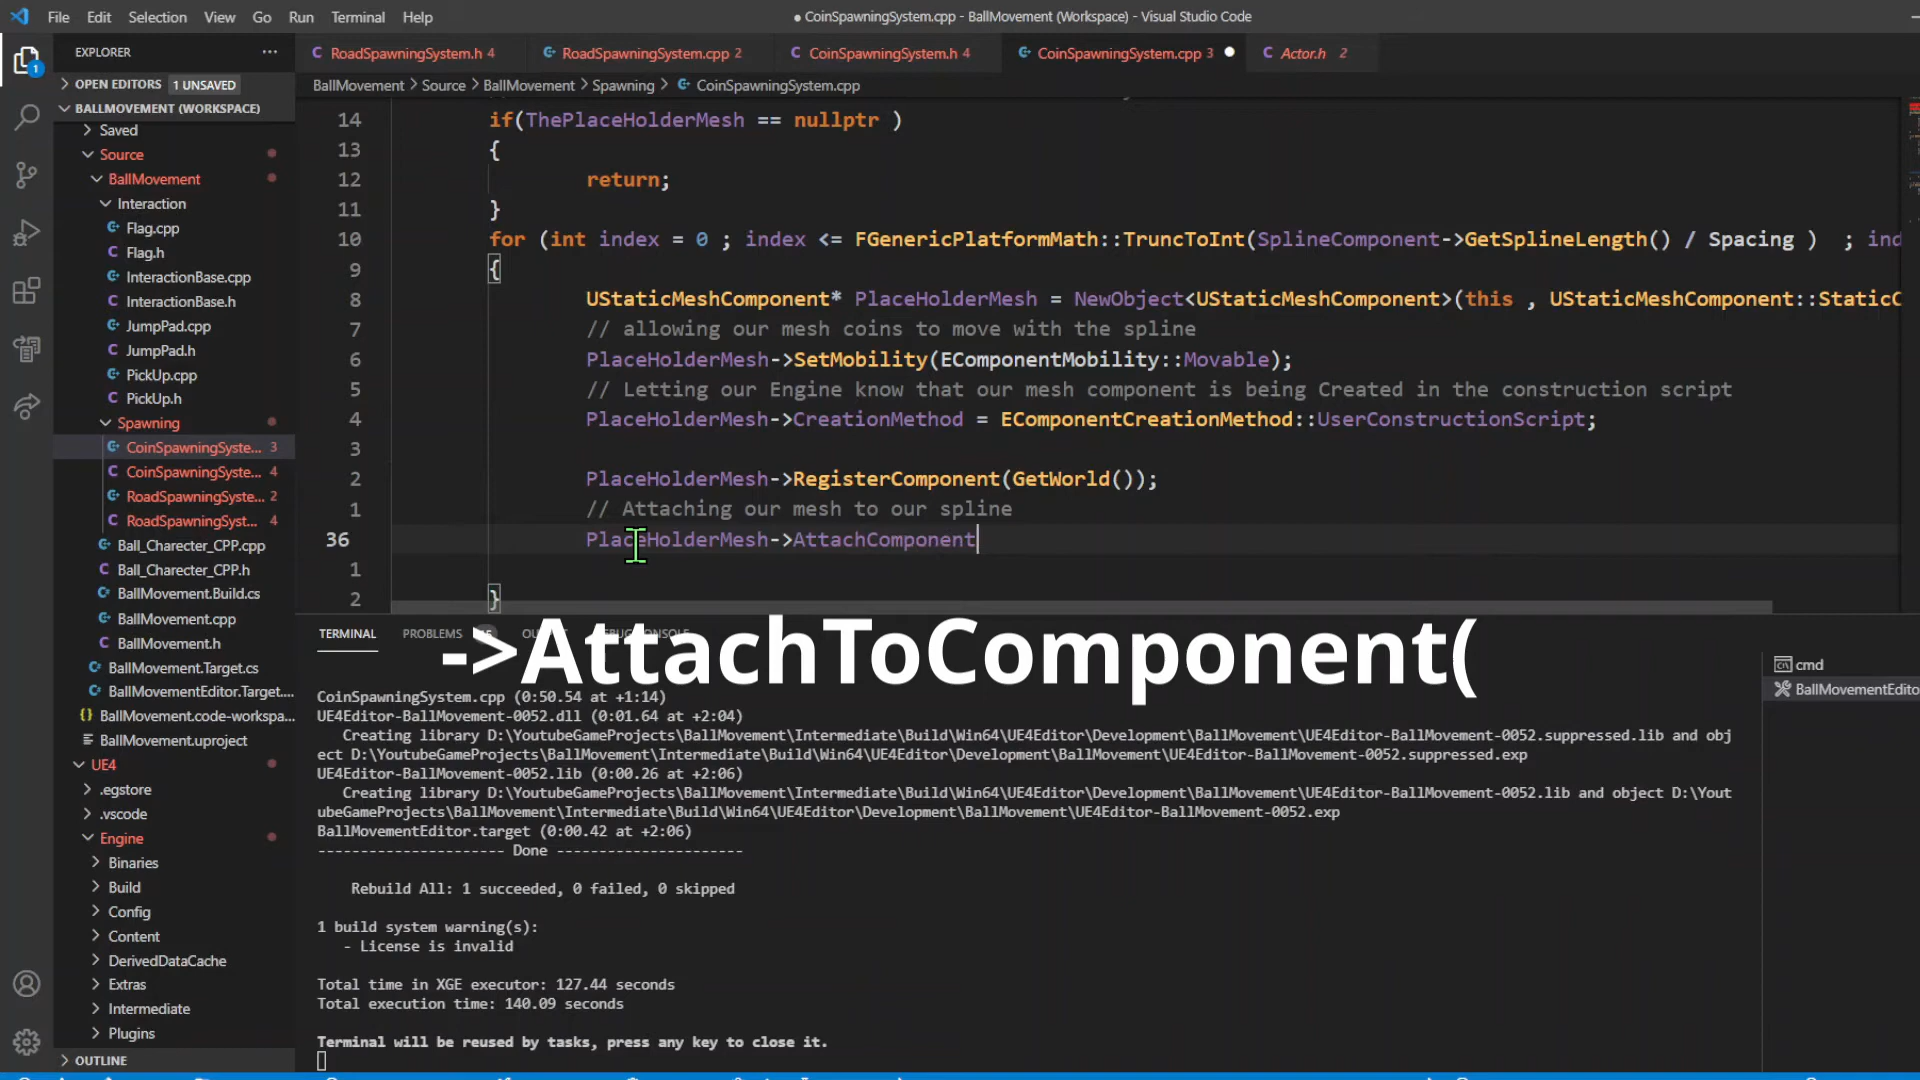 File Edit Selection View Go Run Terminal Help
● CoinSpawningSystem.cpp - BallMovement (Workspace) - Visual Studio Code
EXPLORER ···
RoadSpawningSystem.h 4
RoadSpawningSystem.cpp 2
CoinSpawningSystem.h 4
CoinSpawningSystem.cpp 3 ●
Actor.h 2
OPEN EDITORS 1 UNSAVED
BALLMOVEMENT (WORKSPACE)
Saved
Source
BallMovement
Interaction
Flag.cpp
Flag.h
InteractionBase.cpp
InteractionBase.h
JumpPad.cpp
JumpPad.h
PickUp.cpp
PickUp.h
Spawning
CoinSpawningSyste... 3
CoinSpawningSyste... 4
RoadSpawningSyste... 2
RoadSpawningSyst... 4
Ball_Charecter_CPP.cpp
Ball_Charecter_CPP.h
BallMovement.Build.cs
BallMovement.cpp
BallMovement.h
BallMovement.Target.cs
BallMovementEditor.Target....
BallMovement.code-workspa...
BallMovement.uproject
UE4
.egstore
.vscode
Engine
Binaries
Build
Config
Content
DerivedDataCache
Extras
Intermediate
Plugins
OUTLINE
1
BallMovement > Source > BallMovement > Spawning > CoinSpawningSystem.cpp
14 if(ThePlaceHolderMesh == nullptr )
13 {
12 return;
11 }
10 for (int index = 0 ; index <= FGenericPlatformMath::TruncToInt(SplineComponent->GetSplineLength() / Spacing ) ; ind
9 {
8 UStaticMeshComponent* PlaceHolderMesh = NewObject<UStaticMeshComponent>(this , UStaticMeshComponent::StaticC
7 // allowing our mesh coins to move with the spline
6 PlaceHolderMesh->SetMobility(EComponentMobility::Movable);
5 // Letting our Engine know that our mesh component is being Created in the construction script
4 PlaceHolderMesh->CreationMethod = EComponentCreationMethod::UserConstructionScript;
3
2 PlaceHolderMesh->RegisterComponent(GetWorld());
1 // Attaching our mesh to our spline
36 PlaceHolderMesh->AttachComponent
1
2 }
TERMINAL PROBLEMS
->AttachToComponent(
cmd
BallMovementEdito
CoinSpawningSystem.cpp (0:50.54 at +1:14)
UE4Editor-BallMovement-0052.dll (0:01.64 at +2:04)
Creating library D:\YoutubeGameProjects\BallMovement\Intermediate\Build\Win64\UE4Editor\Development\BallMovement\UE4Editor-BallMovement-0052.suppressed.lib and obj
ect D:\YoutubeGameProjects\BallMovement\Intermediate\Build\Win64\UE4Editor\Development\BallMovement\UE4Editor-BallMovement-0052.suppressed.exp
UE4Editor-BallMovement-0052.lib (0:00.26 at +2:06)
Creating library D:\YoutubeGameProjects\BallMovement\Intermediate\Build\Win64\UE4Editor\Development\BallMovement\UE4Editor-BallMovement-0052.lib and object D:\Yout
ubeGameProjects\BallMovement\Intermediate\Build\Win64\UE4Editor\Development\BallMovement\UE4Editor-BallMovement-0052.exp
BallMovementEditor.target (0:00.42 at +2:06)
---------------------- Done ----------------------
Rebuild All: 1 succeeded, 0 failed, 0 skipped
1 build system warning(s):
- License is invalid
Total time in XGE executor: 127.44 seconds
Total execution time: 140.09 seconds
Terminal will be reused by tasks, press any key to close it.